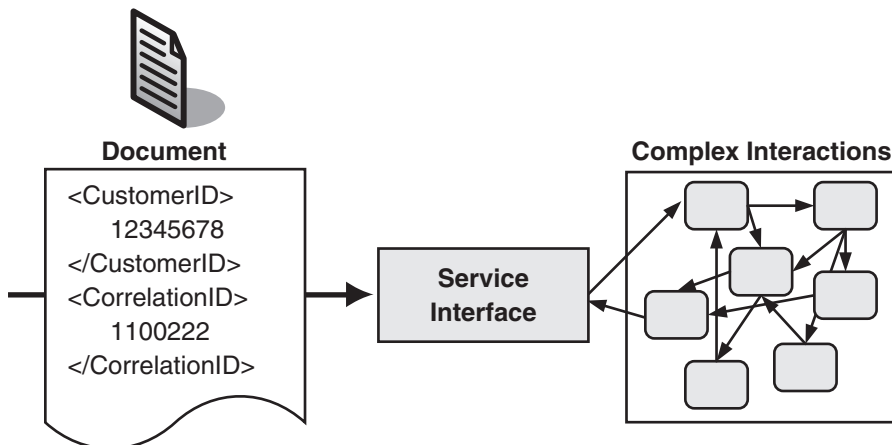 Document
<CustomerID>
12345678
</CustomerID>
<CorrelationID>
1100222
</CorrelationID>
Service
Interface
Complex Interactions